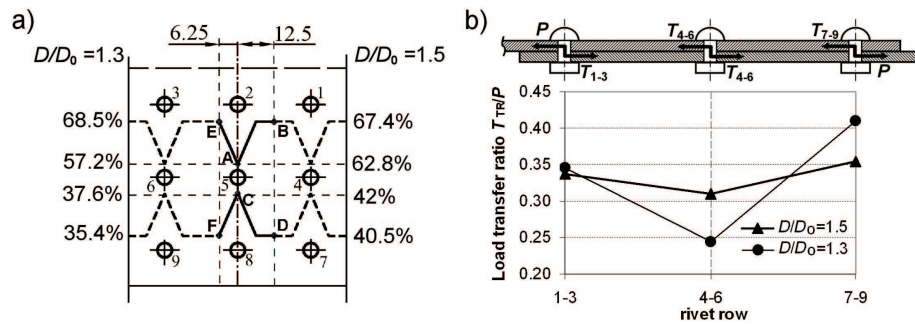 a)
6.25
12.5
D/D₀ =1.3
D/D₀ =1.5
3
2
1
68.5%
E
B
67.4%
57.2%
A
62.8%
6
5
4
37.6%
C
42%
35.4%
F
D
40.5%
9
8
7
b)
P
T4-6
T7-9
T1-3
T4-6
P
Load transfer ratio TTR/P
0.45
0.40
0.35
0.30
0.25
0.20
D/D₀=1.5
D/D₀=1.3
1-3
4-6
7-9
rivet row